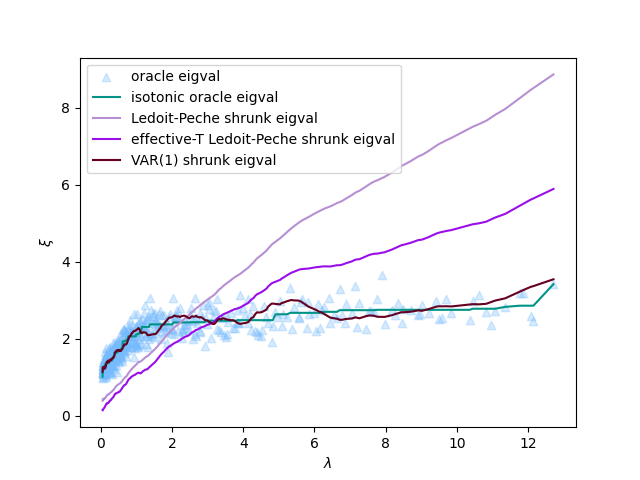 oracle eigval
isotonic oracle eigval
Ledoit-Peche shrunk eigval
effective-T Ledoit-Peche shrunk eigval
VAR(1) shrunk eigval
8
6
4
2
0
ξ
0 2 4 6 8 10 12
λ